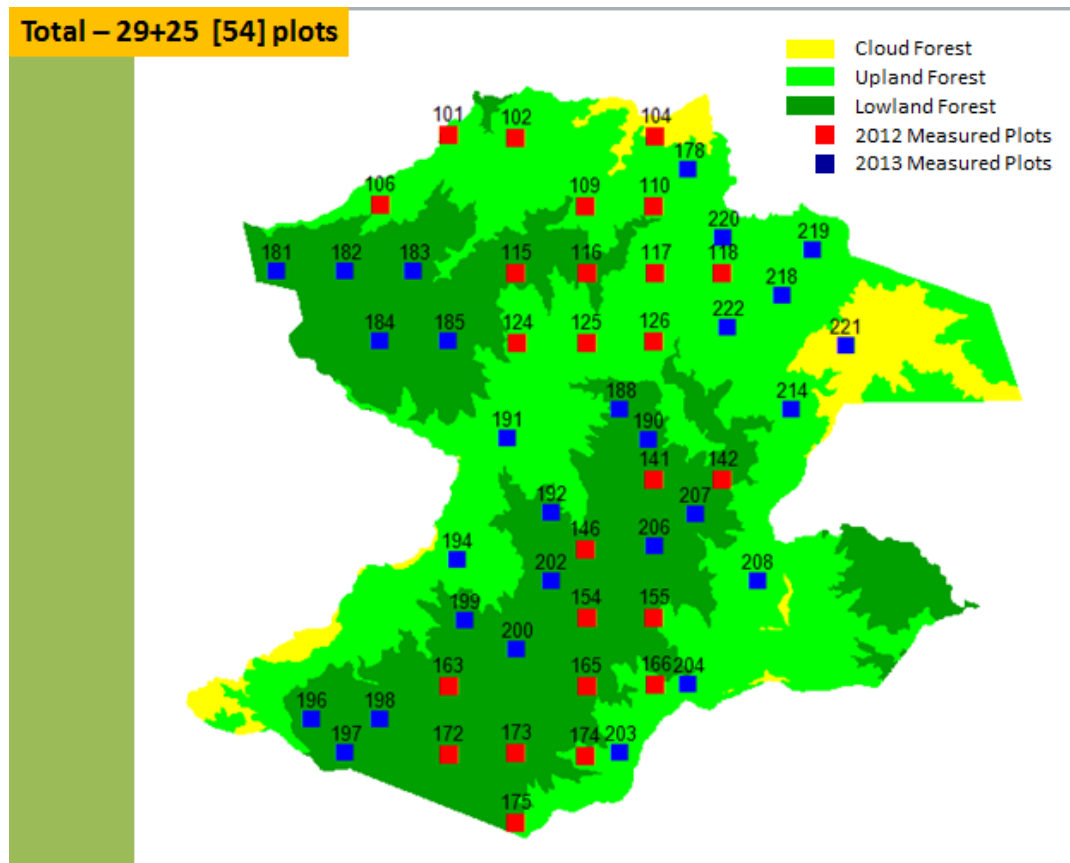 Total – 29+25 [54] plots
Cloud Forest
Upland Forest
Lowland Forest
2012 Measured Plots
2013 Measured Plots
101 102 104
178
106 109 110
220 219
181 182 183 115 116 117 118
218
184 185 124 125 126 222 221
188 214
191 190
141 142
192 207
194 146 206
202 208
199 154 155
200
163 165 166 204
196 198
197 172 173 174 203
175